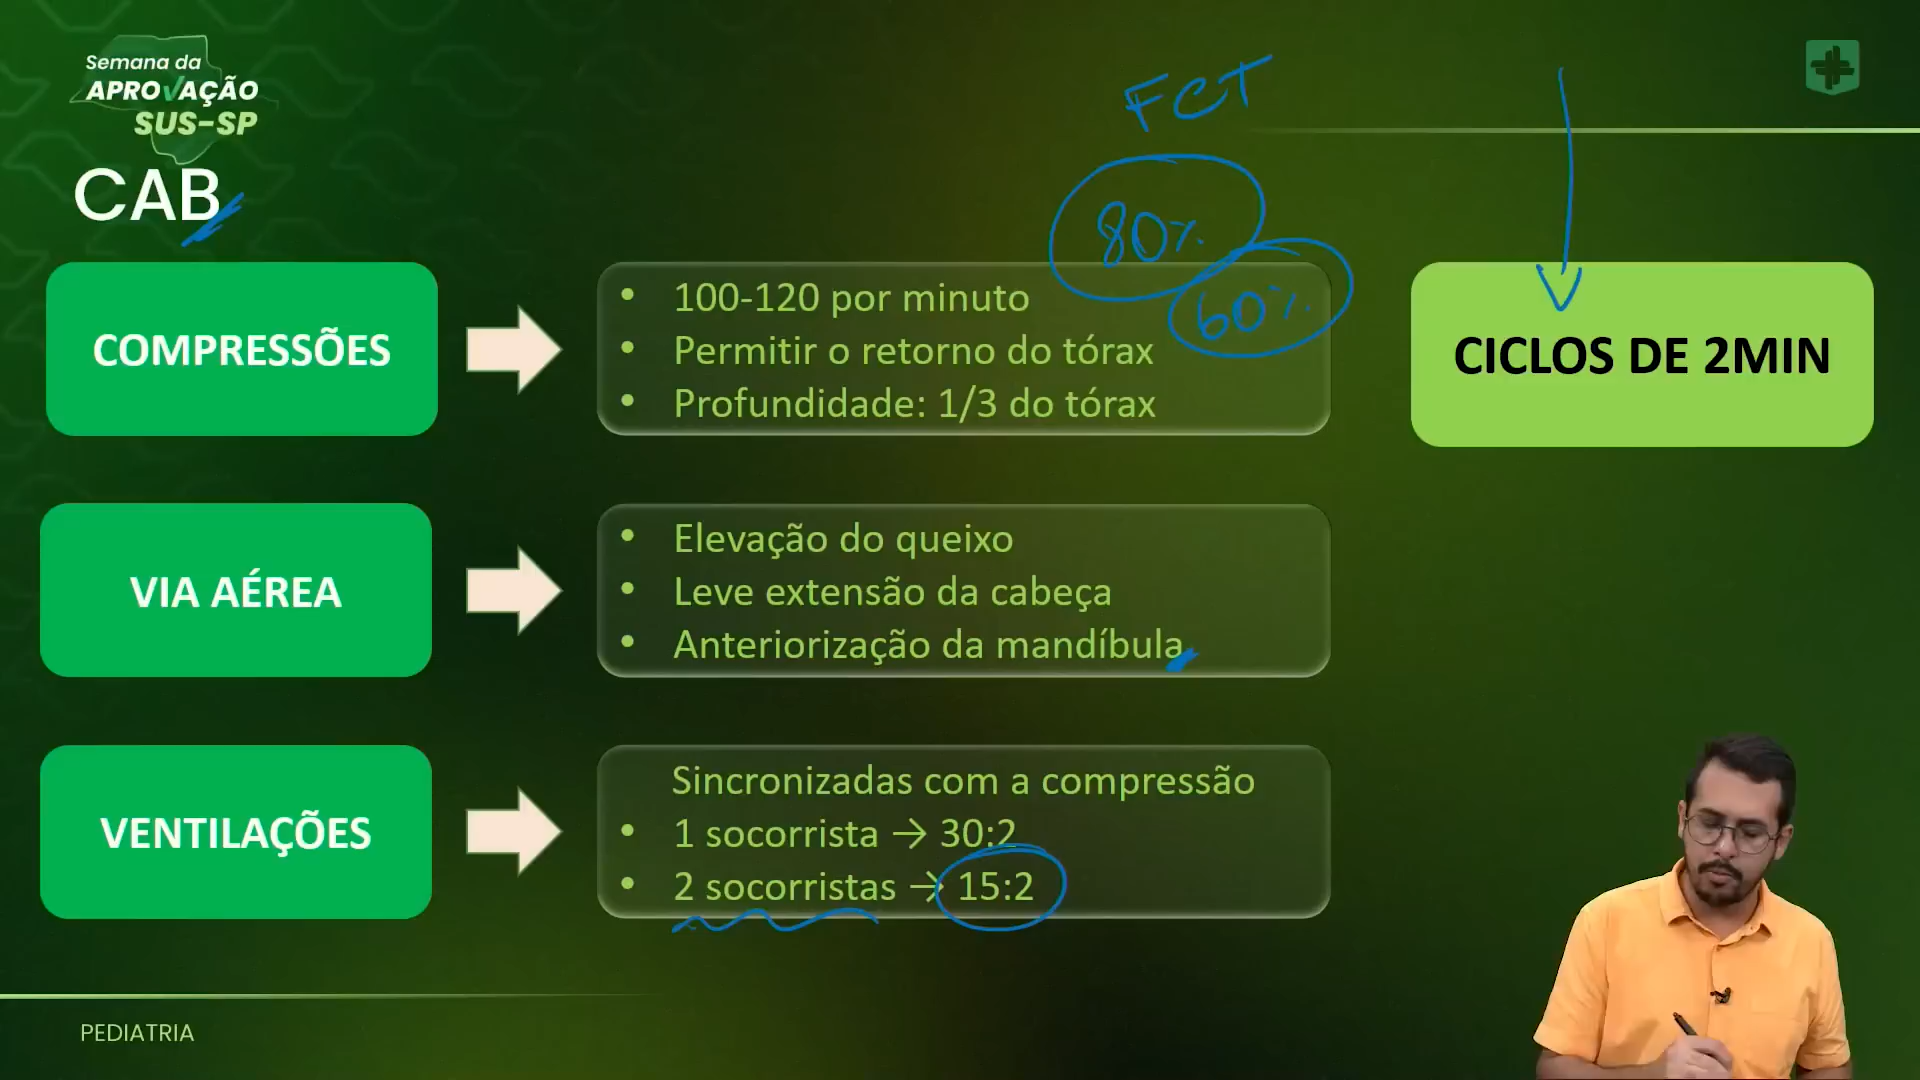 Semana da
APROVAÇÃO
SUS-SP
CAB
FCT
80%
60%
COMPRESSÕES
• 100-120 por minuto
• Permitir o retorno do tórax
• Profundidade: 1/3 do tórax
CICLOS DE 2MIN
VIA AÉREA
• Elevação do queixo
• Leve extensão da cabeça
• Anteriorização da mandíbula
VENTILAÇÕES
Sincronizadas com a compressão
• 1 socorrista → 30:2
• 2 socorristas → 15:2
PEDIATRIA